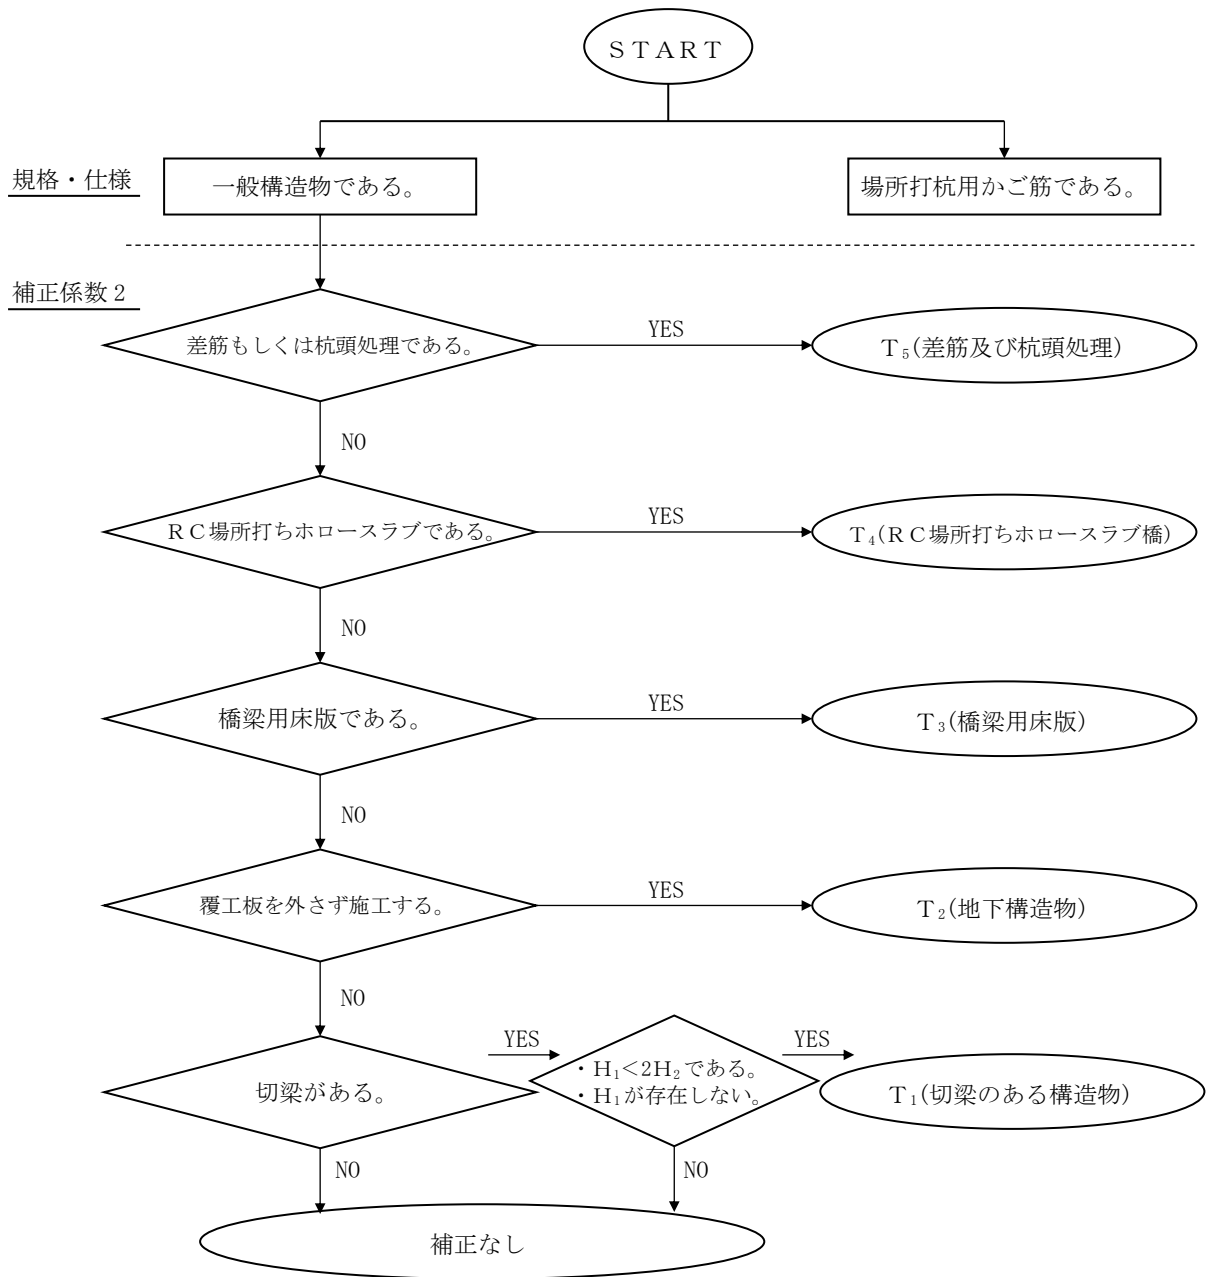 ＳＴＡＲＴ
規格・仕様
一般構造物である。
場所打杭用かご筋である。
補正係数２
差筋もしくは杭頭処理である。
YES
Ｔ₅(差筋及び杭頭処理)
NO
ＲＣ場所打ちホロースラブである。
YES
Ｔ₄(ＲＣ場所打ちホロースラブ橋)
NO
橋梁用床版である。
YES
Ｔ₃(橋梁用床版)
NO
覆工板を外さず施工する。
YES
Ｔ₂(地下構造物)
NO
切梁がある。
YES
・Ｈ₁<2Ｈ₂である。
・Ｈ₁が存在しない。
YES
Ｔ₁(切梁のある構造物)
NO
NO
補正なし